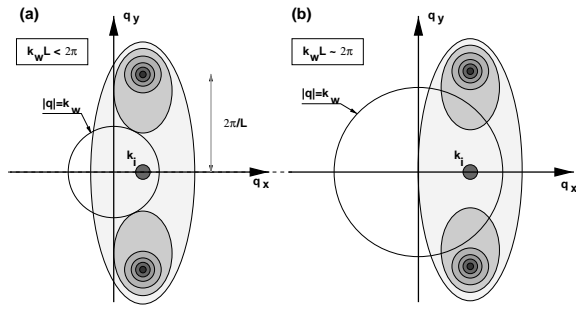 (a)
q y
k w L < 2π
|q|=k w
2π/L
k i
q x
(b)
q y
k w L ~ 2π
|q|=k w
k i
q x